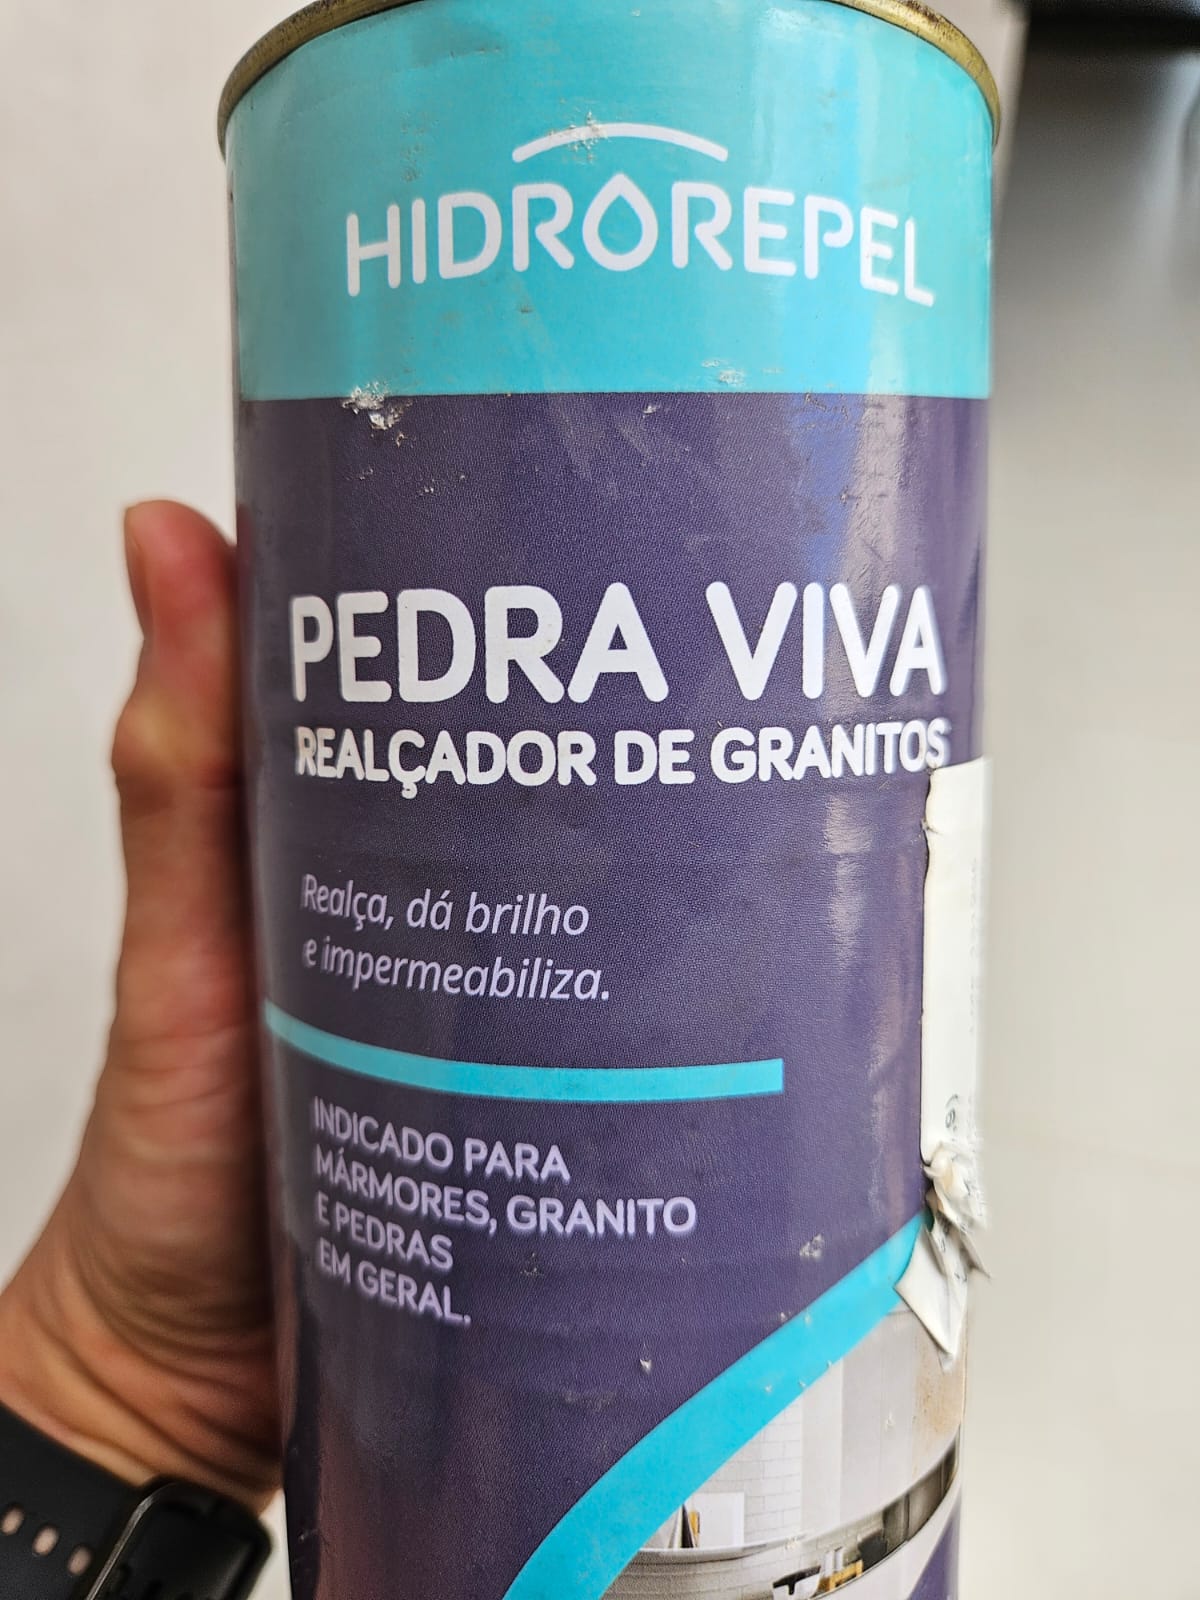 HIDROREPEL
PEDRA VIVA
REALÇADOR DE GRANITOS
Realça, dá brilho
e impermeabiliza.
INDICADO PARA
MÁRMORES, GRANITO
E PEDRAS
EM GERAL.